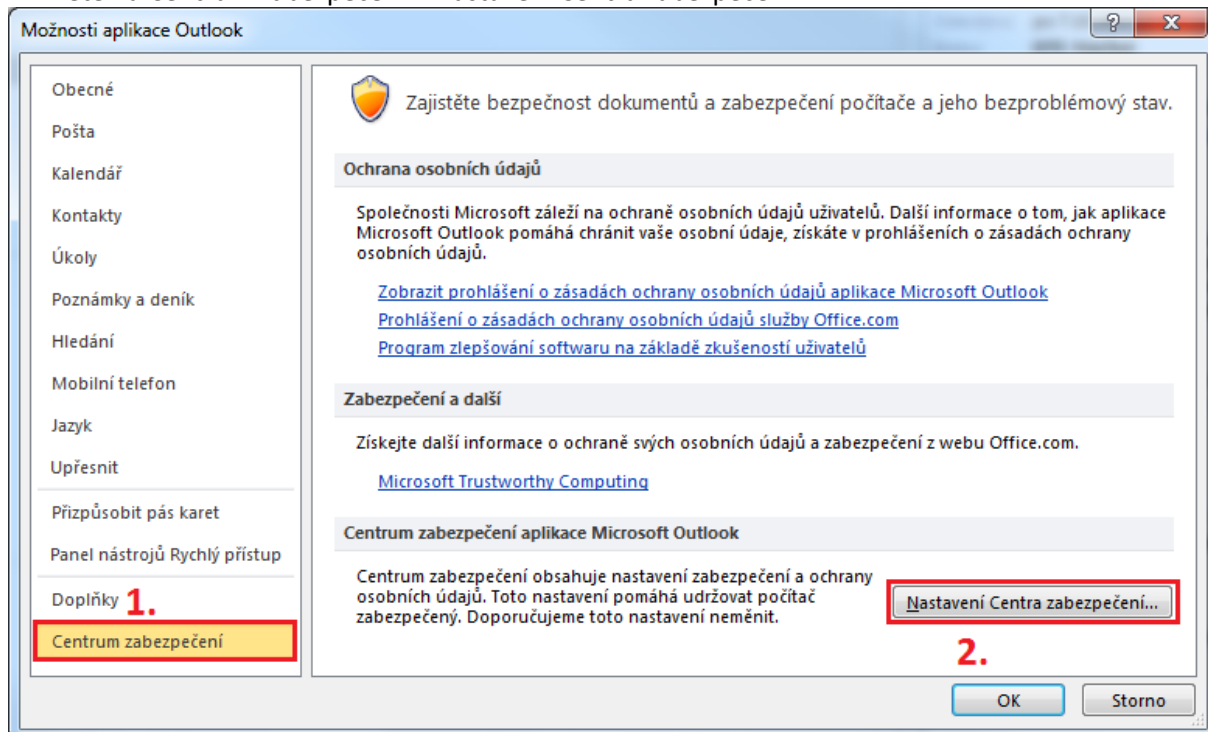 Možnosti aplikace Outlook
Obecné
Pošta
Kalendář
Kontakty
Úkoly
Poznámky a deník
Hledání
Mobilní telefon
Jazyk
Upřesnit
Přizpůsobit pás karet
Panel nástrojů Rychlý přístup
Doplňky
1.
Centrum zabezpečení
Zajistěte bezpečnost dokumentů a zabezpečení počítače a jeho bezproblémový stav.
Ochrana osobních údajů
Společnosti Microsoft záleží na ochraně osobních údajů uživatelů. Další informace o tom, jak aplikace
Microsoft Outlook pomáhá chránit vaše osobní údaje, získáte v prohlášeních o zásadách ochrany
osobních údajů.
Zobrazit prohlášení o zásadách ochrany osobních údajů aplikace Microsoft Outlook
Prohlášení o zásadách ochrany osobních údajů služby Office.com
Program zlepšování softwaru na základě zkušeností uživatelů
Zabezpečení a další
Získejte další informace o ochraně svých osobních údajů a zabezpečení z webu Office.com.
Microsoft Trustworthy Computing
Centrum zabezpečení aplikace Microsoft Outlook
Centrum zabezpečení obsahuje nastavení zabezpečení a ochrany
osobních údajů. Toto nastavení pomáhá udržovat počítač
zabezpečený. Doporučujeme toto nastavení neměnit.
Nastavení Centra zabezpečení...
2.
OK
Storno